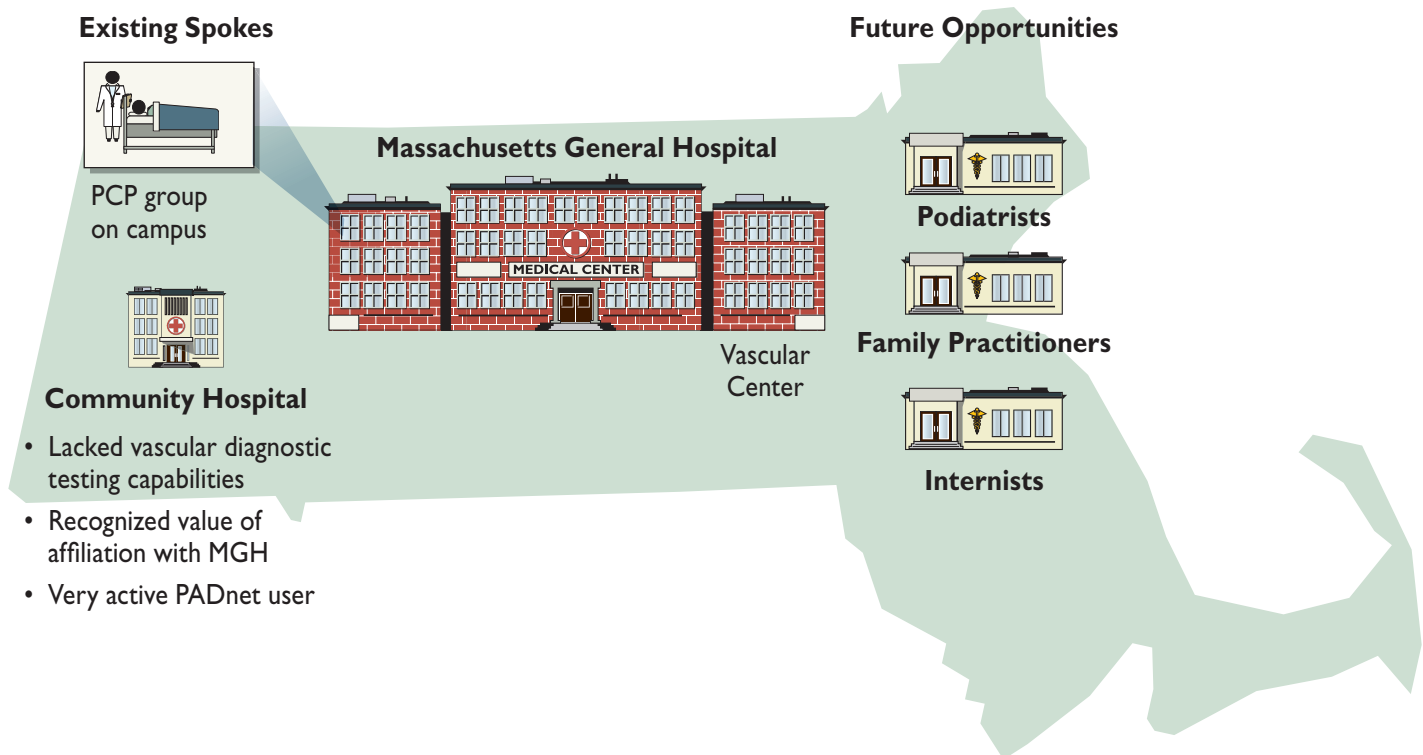 Existing Spokes
PCP group
on campus
Community Hospital
• Lacked vascular diagnostic
testing capabilities
• Recognized value of
affiliation with MGH
• Very active PADnet user
Massachusetts General Hospital
MEDICAL CENTER
Vascular
Center
Future Opportunities
Podiatrists
Family Practitioners
Internists